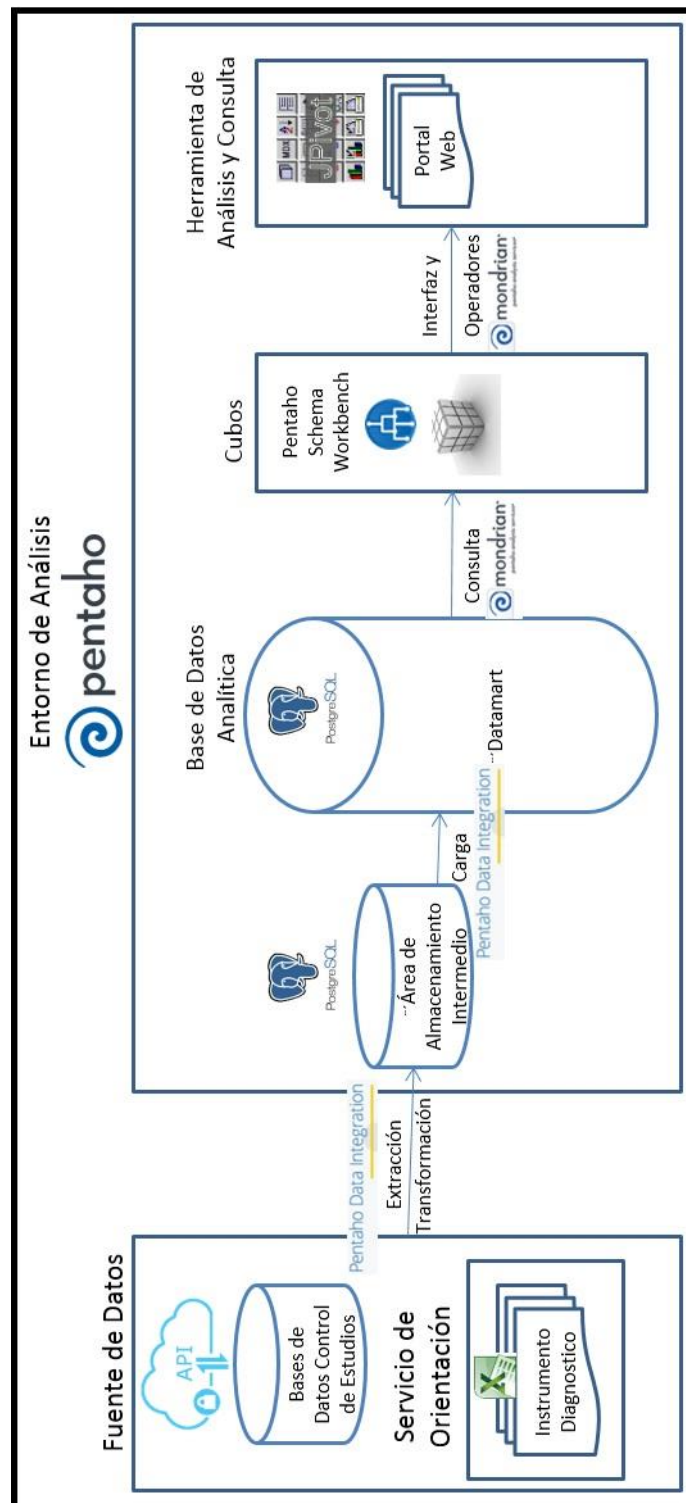 Entorno de Análisis
pentaho
Fuente de Datos
API
Bases de
Datos Control
de Estudios
Servicio de
Orientación
Instrumento
Diagnostico
Pentaho Data Integration
Extracción
Transformación
PostgreSQL
¨Área de
Almacenamiento
Intermedio
Carga
Pentaho Data Integration
Base de Datos
Analítica
PostgreSQL
¨Datamart
Consulta
mondrian
Cubos
Pentaho
Schema
Workbench
Interfaz y
Operadores
mondrian
Herramienta de
Análisis y Consulta
MDX
JPivot
Portal
Web